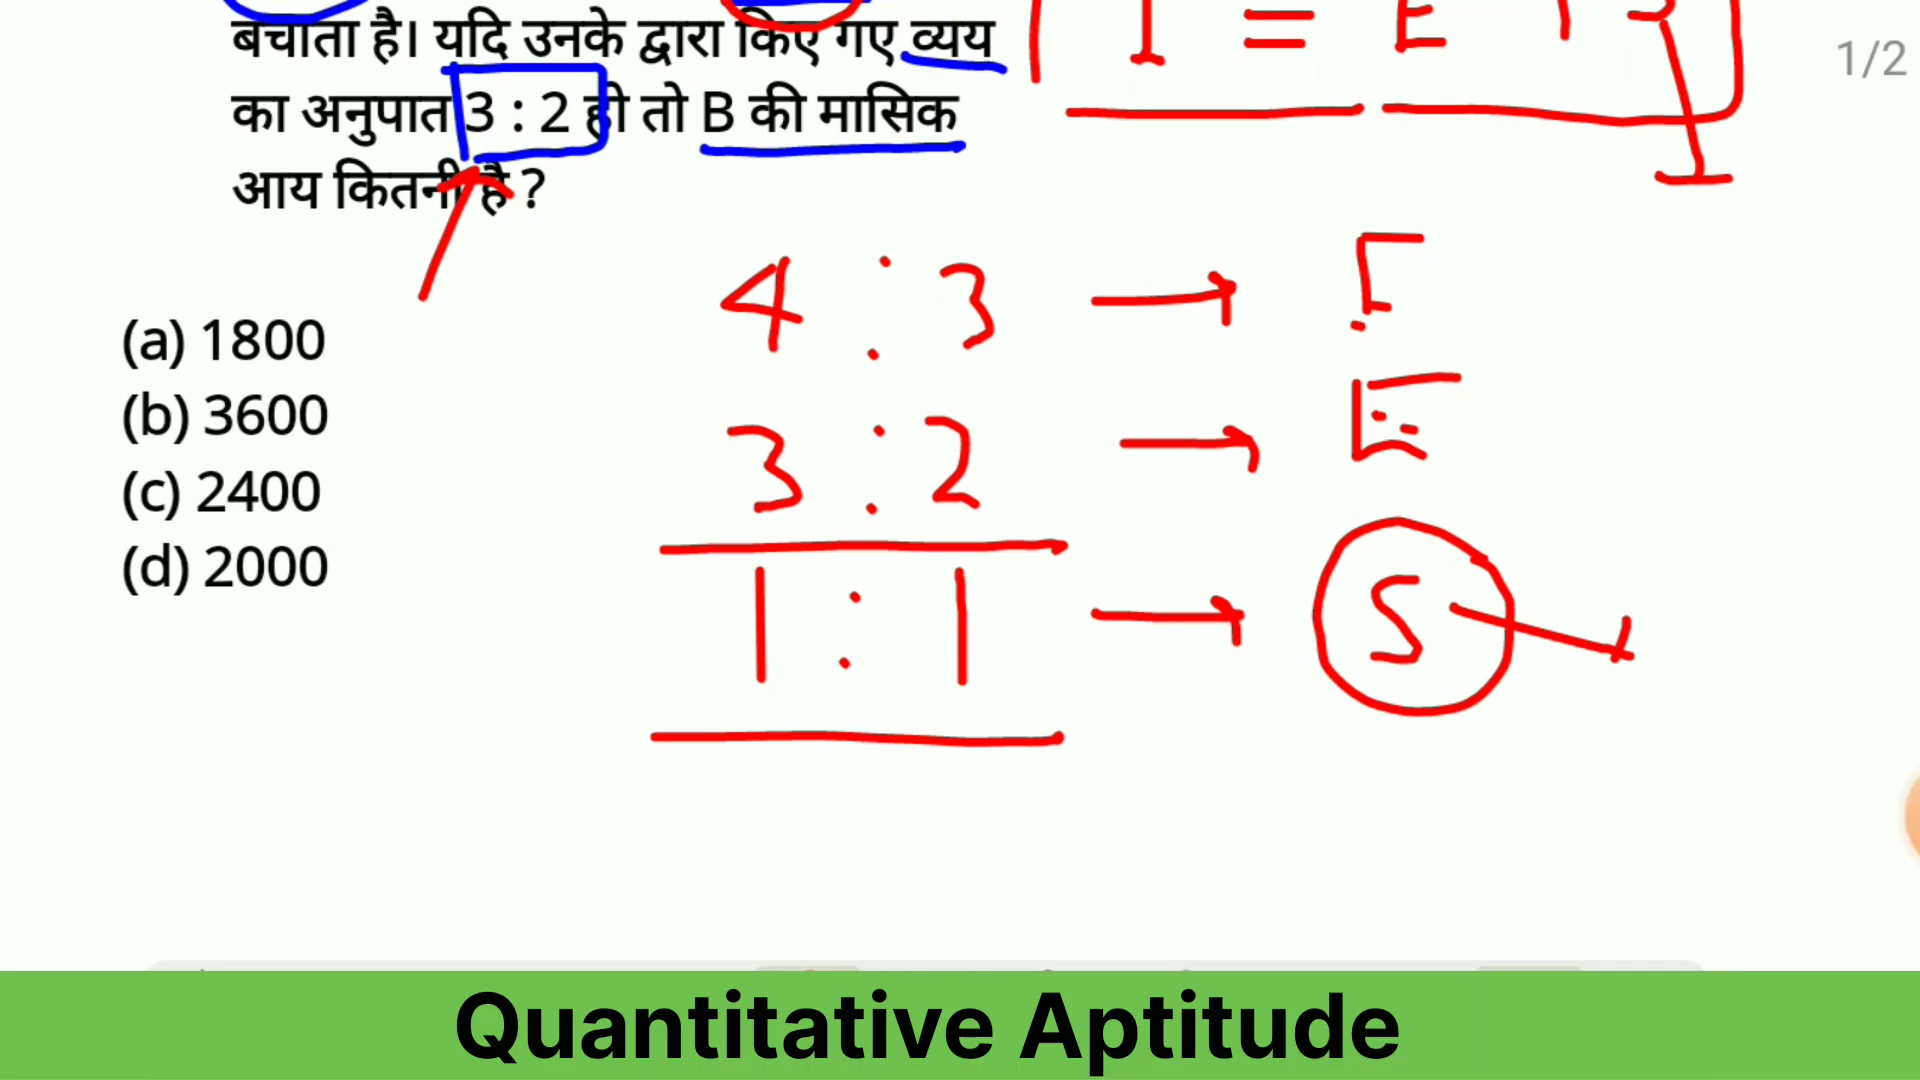 बचाता है। यदि उनके द्वारा किए गए व्यय
का अनुपात 3 : 2 हो तो B की मासिक
आय कितनी है ?
I = E +
1/2
(a) 1800
(b) 3600
(c) 2400
(d) 2000
4 : 3 → I
3 : 2 → E
1 : 1 → S
Quantitative Aptitude